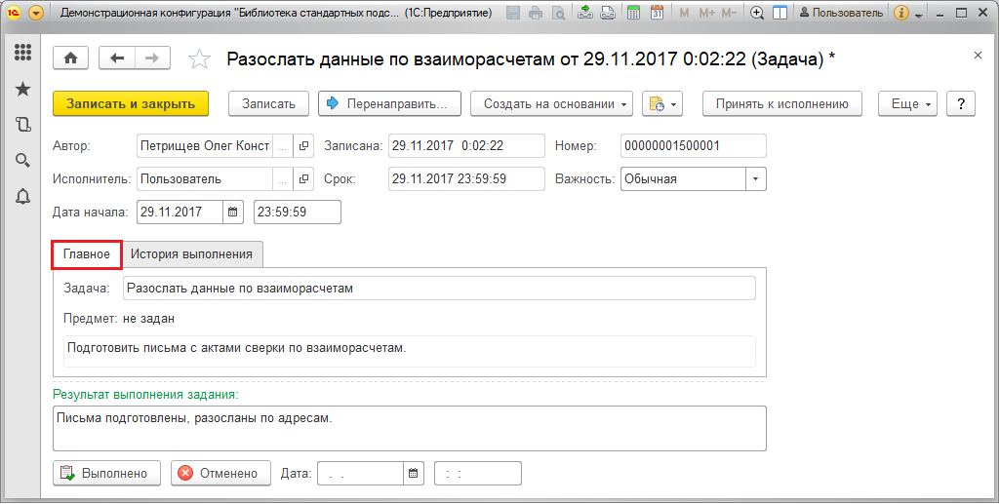 Демонстрационная конфигурация "Библиотека стандартных подс... (1С:Предприятие) M M+ M- Пользователь
Разослать данные по взаиморасчетам от 29.11.2017 0:02:22 (Задача) *
Записать и закрыть Записать Перенаправить... Создать на основании Принять к исполнению Еще ?
Автор: Петрищев Олег Конст ... Записана: 29.11.2017 0:02:22 Номер: 00000001500001
Исполнитель: Пользователь ... Срок: 29.11.2017 23:59:59 Важность: Обычная
Дата начала: 29.11.2017 23:59:59
Главное История выполнения
Задача: Разослать данные по взаиморасчетам
Предмет: не задан
Подготовить письма с актами сверки по взаиморасчетам.
Результат выполнения задания:
Письма подготовлены, разосланы по адресам.
Выполнено Отменено Дата: . . : :